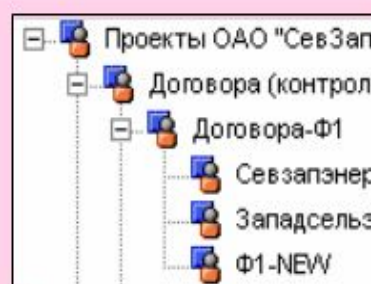 Проекты ОАО "СевЗап
Договора (контрол
Договора-Ф1
Севзапэнер
Западсельэ
Ф1-NEW